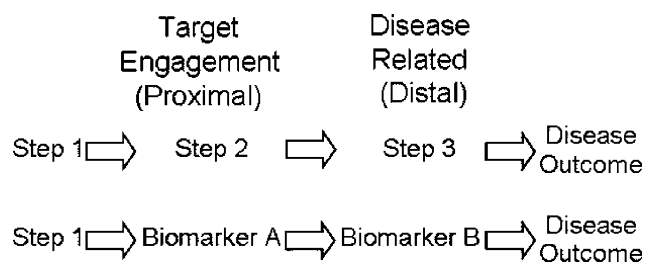 Target
Engagement
(Proximal)
Disease
Related
(Distal)
Step 1 Step 2 Step 3 Disease
Outcome
Step 1 Biomarker A Biomarker B Disease
Outcome